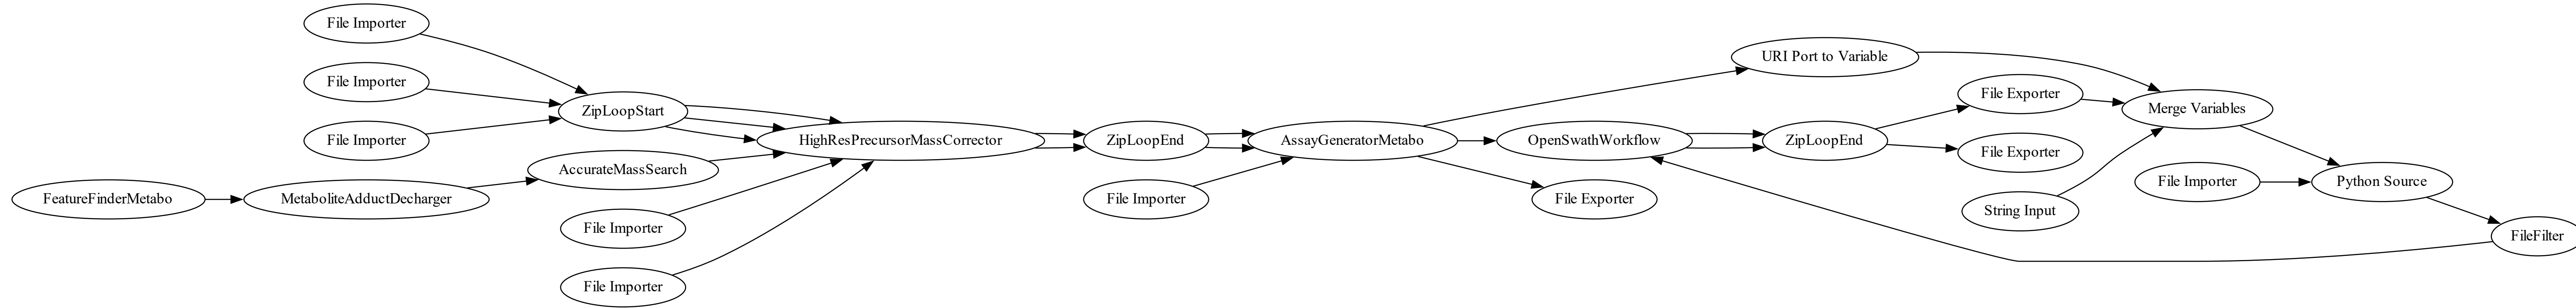 File Importer
File Importer
File Importer
FeatureFinderMetabo
MetaboliteAdductDecharger
ZipLoopStart
AccurateMassSearch
File Importer
File Importer
HighResPrecursorMassCorrector
ZipLoopEnd
File Importer
AssayGeneratorMetabo
URI Port to Variable
OpenSwathWorkflow
File Exporter
ZipLoopEnd
File Exporter
File Exporter
String Input
Merge Variables
File Importer
Python Source
FileFilter